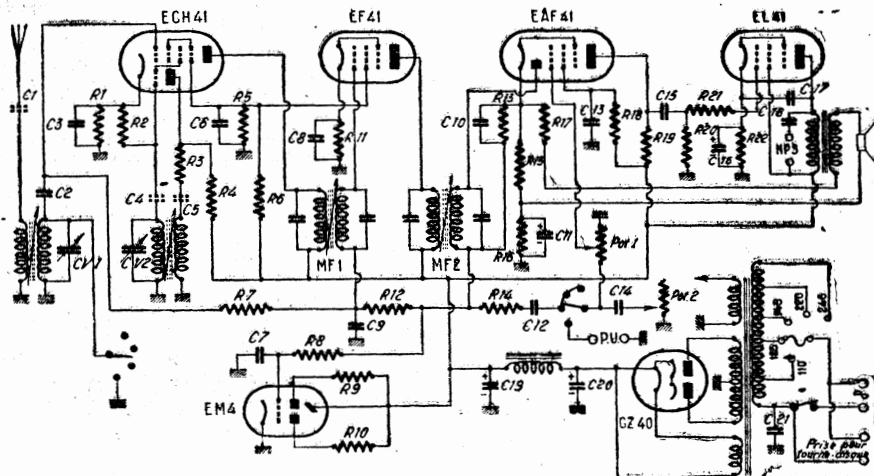 ECH41
EF41
EAF41
EL41
C1
C3
R1
R2
C6
R5
C8
R11
C10
R13
R17
C13
R18
C15
R21
C17
R19
R20
C16
R22
C18
HP3
C2
R3
R4
R6
R15
C4
C5
CV1
CV2
MF1
MF2
R16
C11
Pot.1
R7
R12
R14
C12
C14
Pot.2
C9
C7
R8
P.U.
EM4
R9
R10
C19
C20
GZ40
220
110
C21
Prise pour
tourne-disque